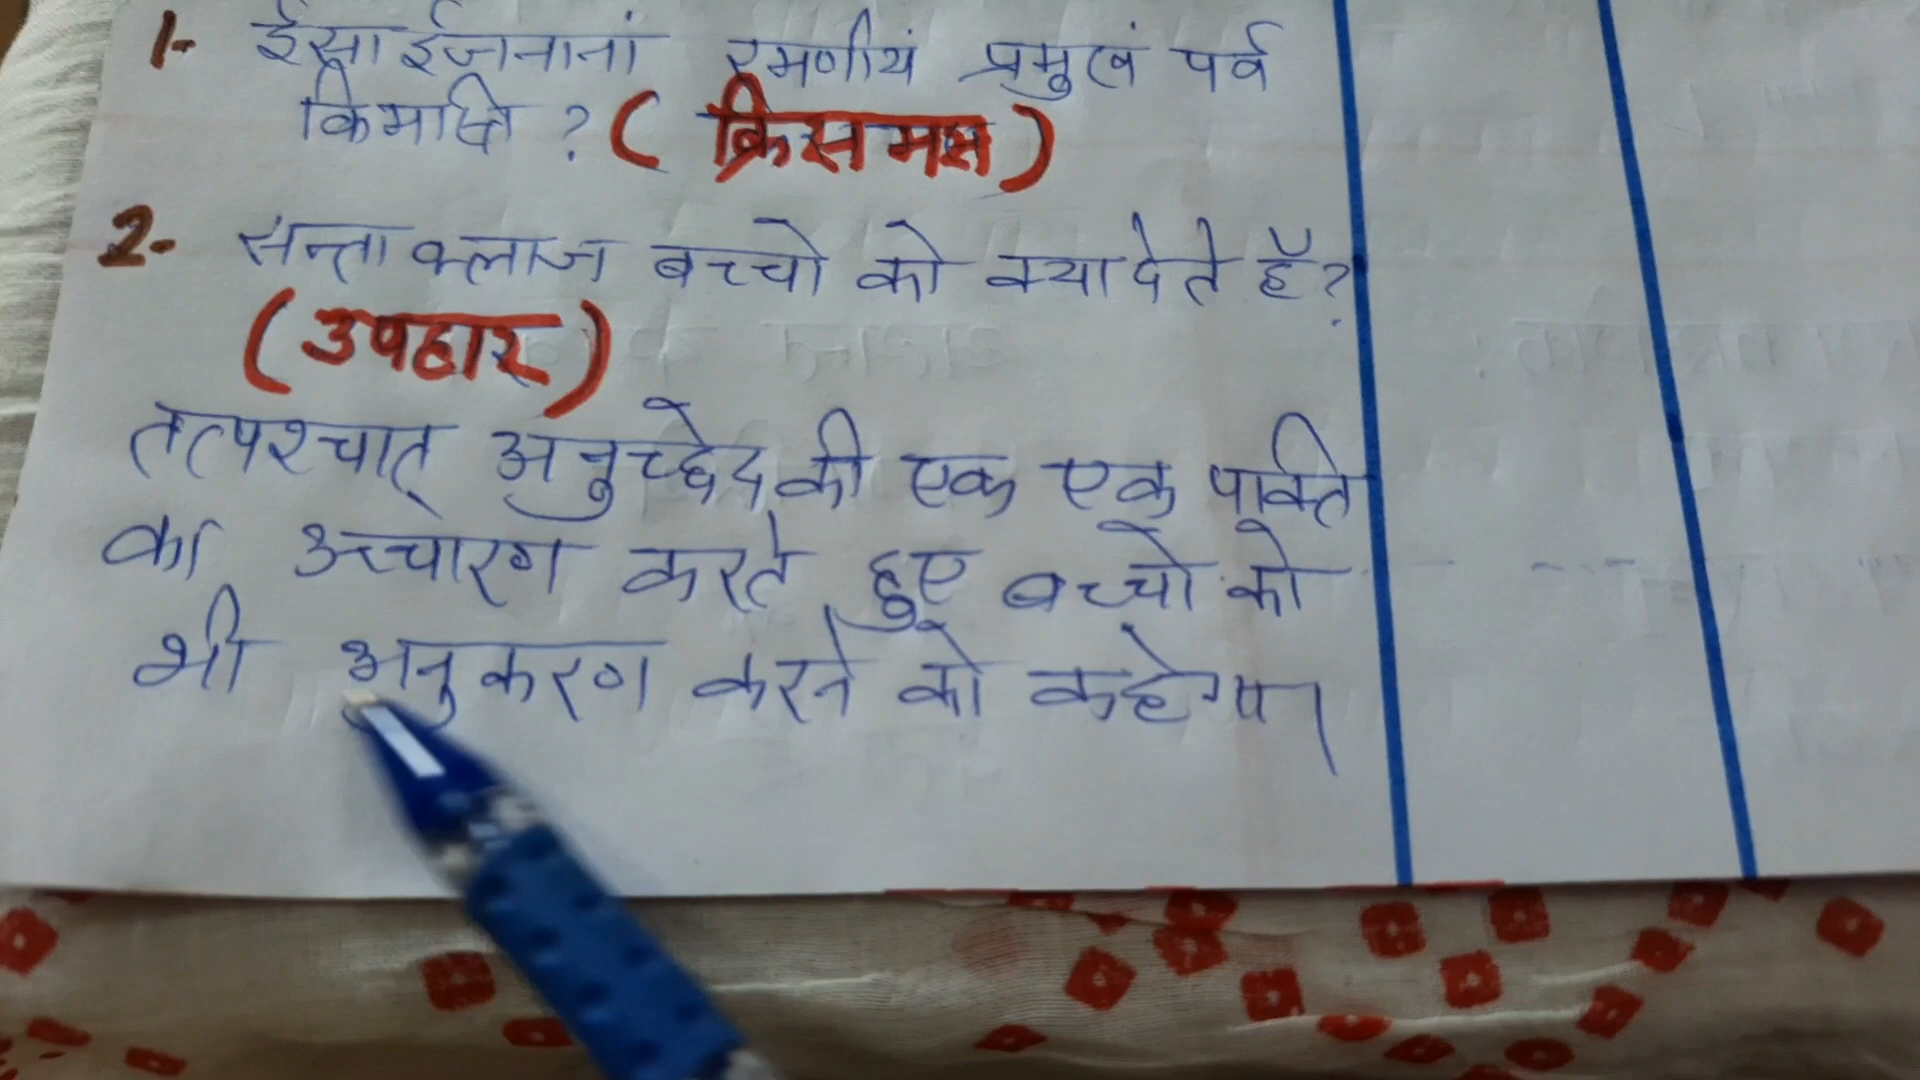 1- ईसाईजनानां रमणीयं प्रमुखं पर्व
किमस्ति ? ( क्रिसमस )
2- सन्ता क्लाज बच्चो को क्या देते हैं ?
( उपहार )
तत्पश्चात् अनुच्छेद की एक एक पंक्ति
का उच्चारण करते हुए बच्चो को
भी अनुकरण करने को कहेगा।